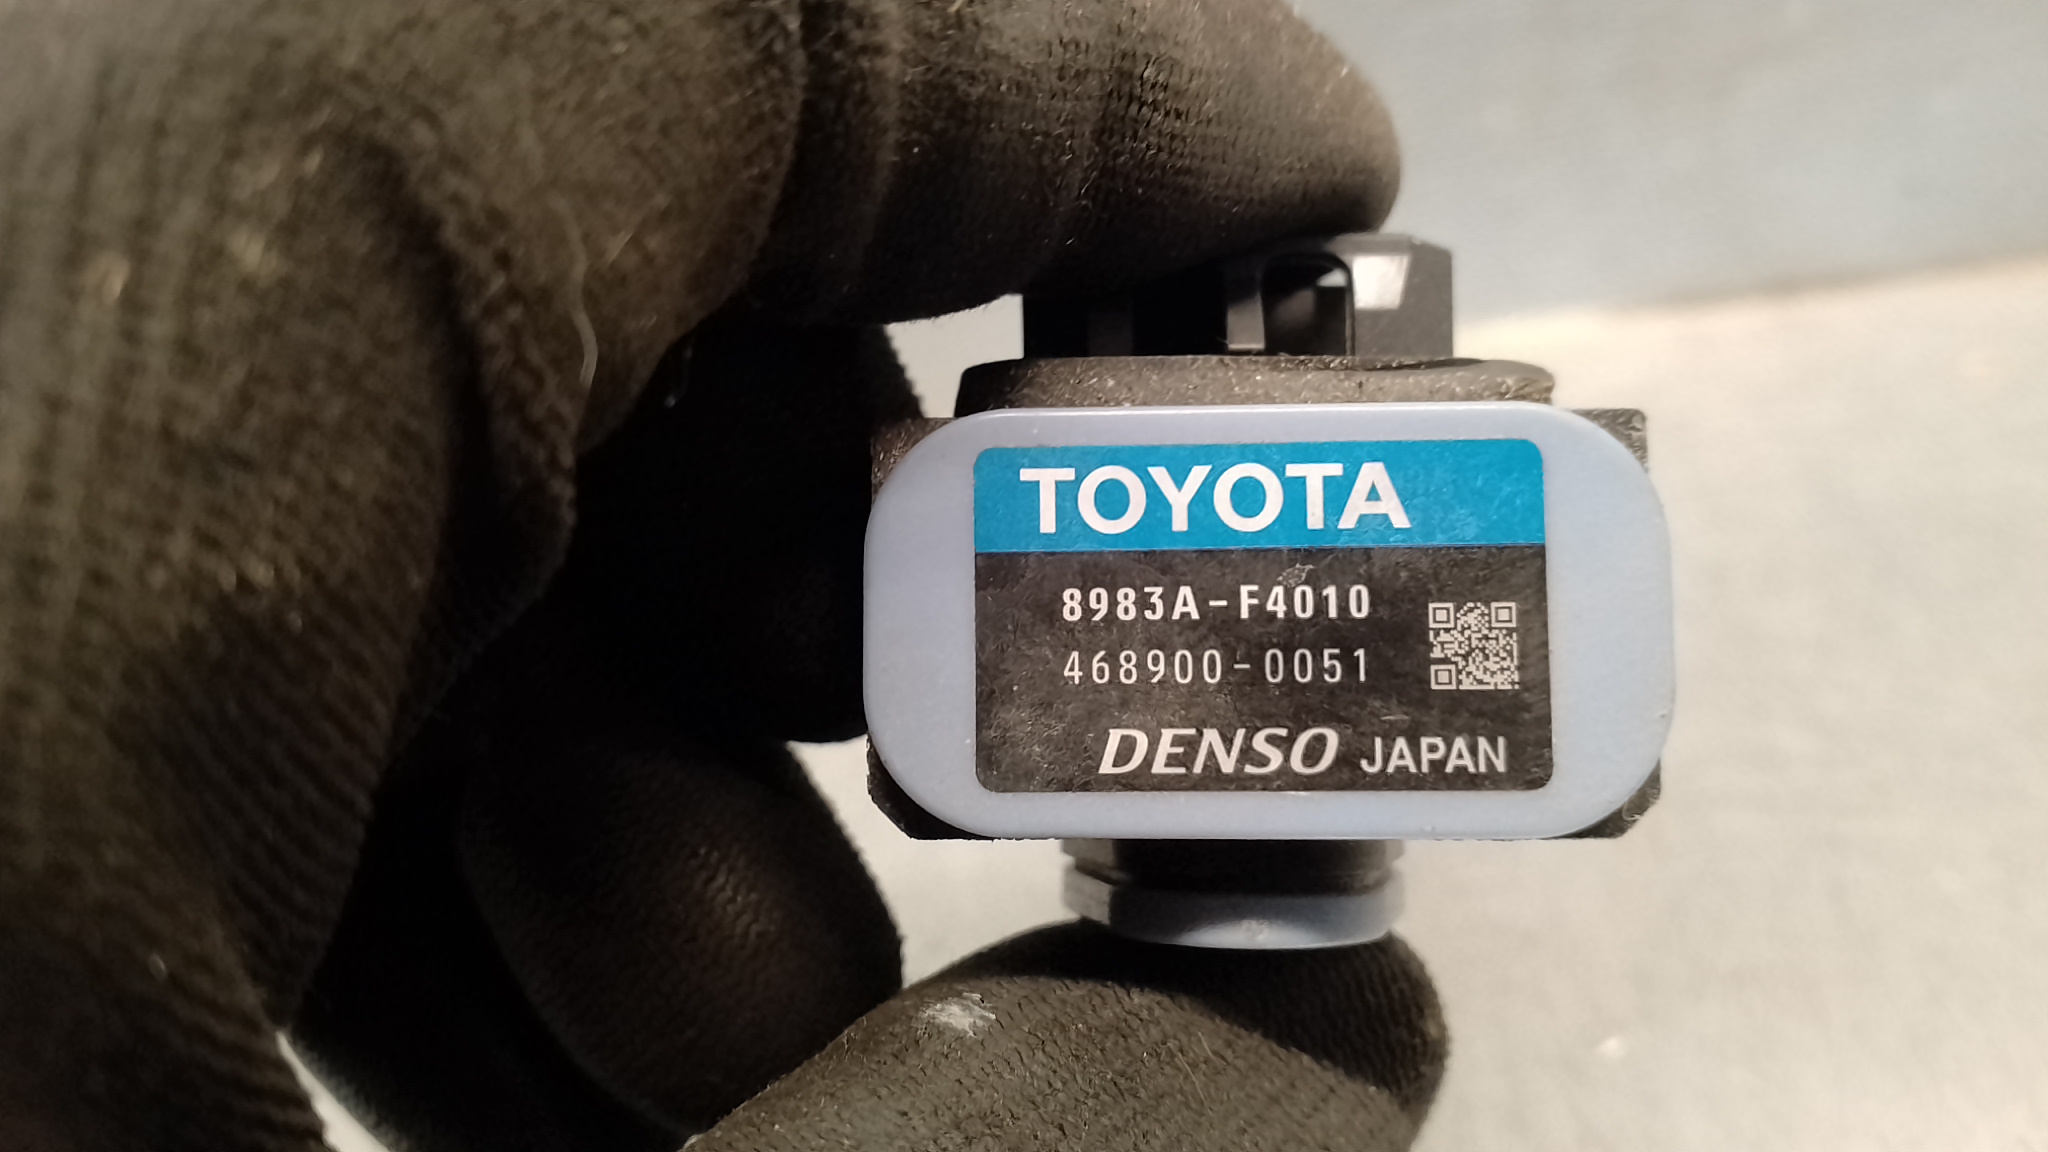 TOYOTA
8983A-F4010
468900-0051
DENSO JAPAN